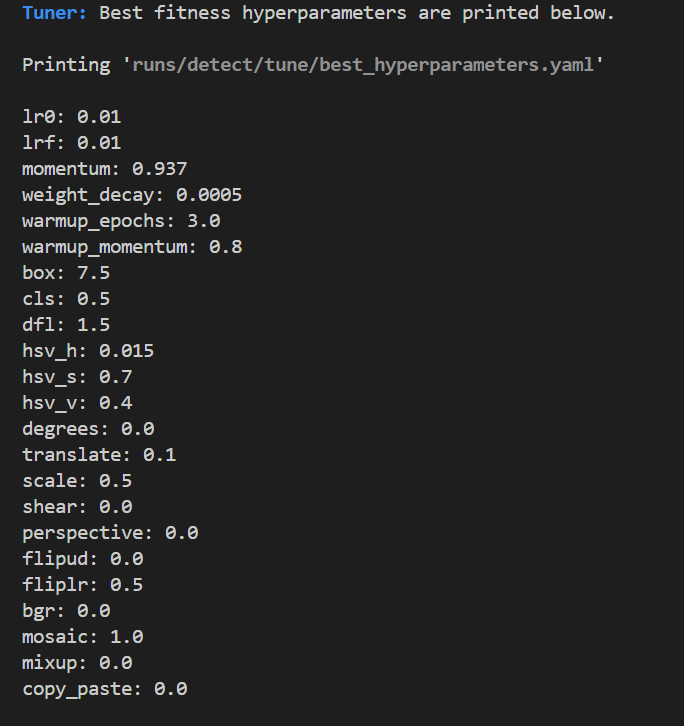 Tuner: Best fitness hyperparameters are printed below.
Printing 'runs/detect/tune/best_hyperparameters.yaml'
lr0: 0.01
lrf: 0.01
momentum: 0.937
weight_decay: 0.0005
warmup_epochs: 3.0
warmup_momentum: 0.8
box: 7.5
cls: 0.5
dfl: 1.5
hsv_h: 0.015
hsv_s: 0.7
hsv_v: 0.4
degrees: 0.0
translate: 0.1
scale: 0.5
shear: 0.0
perspective: 0.0
flipud: 0.0
fliplr: 0.5
bgr: 0.0
mosaic: 1.0
mixup: 0.0
copy_paste: 0.0